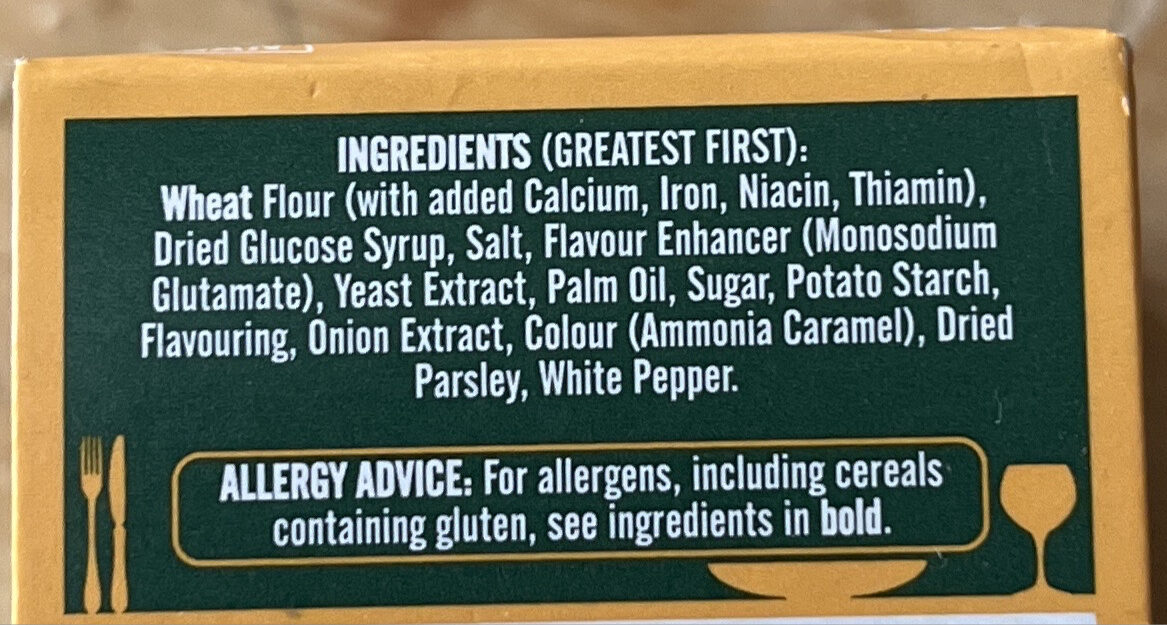 INGREDIENTS (GREATEST FIRST):
Wheat Flour (with added Calcium, Iron, Niacin, Thiamin),
Dried Glucose Syrup, Salt, Flavour Enhancer (Monosodium
Glutamate), Yeast Extract, Palm Oil, Sugar, Potato Starch,
Flavouring, Onion Extract, Colour (Ammonia Caramel), Dried
Parsley, White Pepper.
ALLERGY ADVICE: For allergens, including cereals
containing gluten, see ingredients in bold.